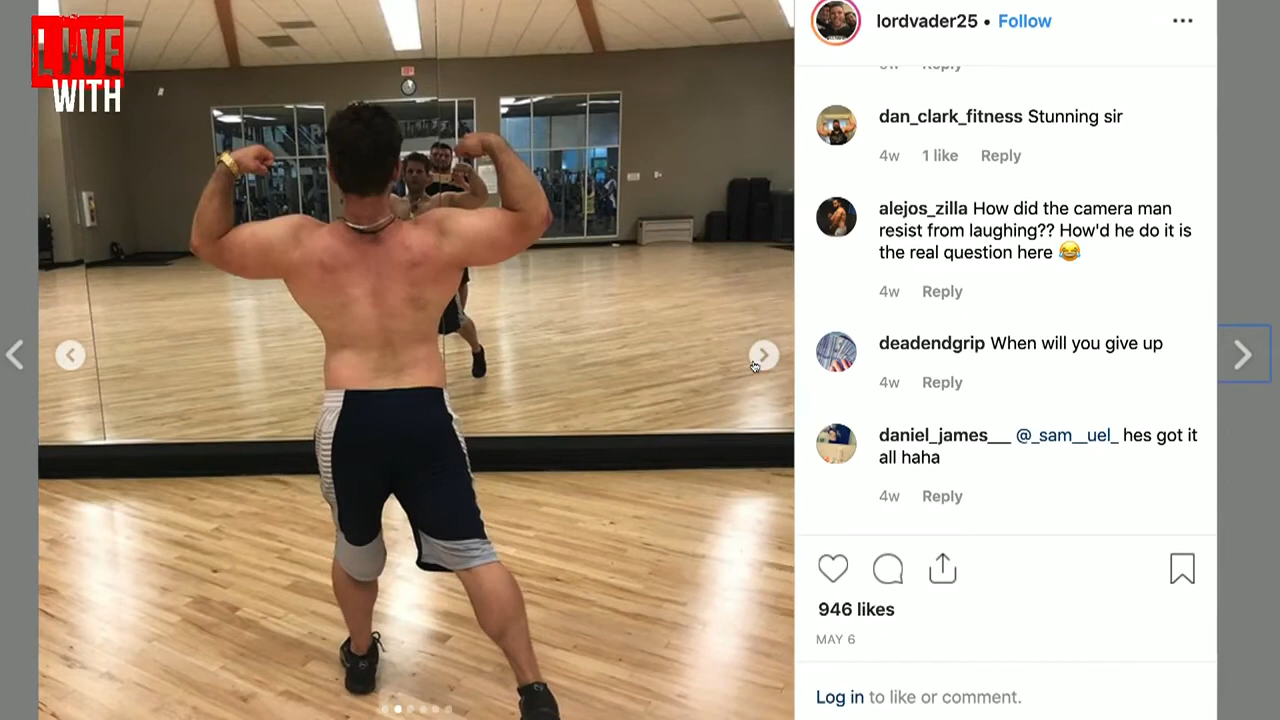 LIVE
WITH
lordvader25 • Follow
Reply
dan_clark_fitness Stunning sir
4w 1 like Reply
alejos_zilla How did the camera man
resist from laughing?? How'd he do it is
the real question here 😂
4w Reply
deadendgrip When will you give up
4w Reply
daniel_james___ @_sam__uel_ hes got it
all haha
4w Reply
946 likes
MAY 6
Log in to like or comment.